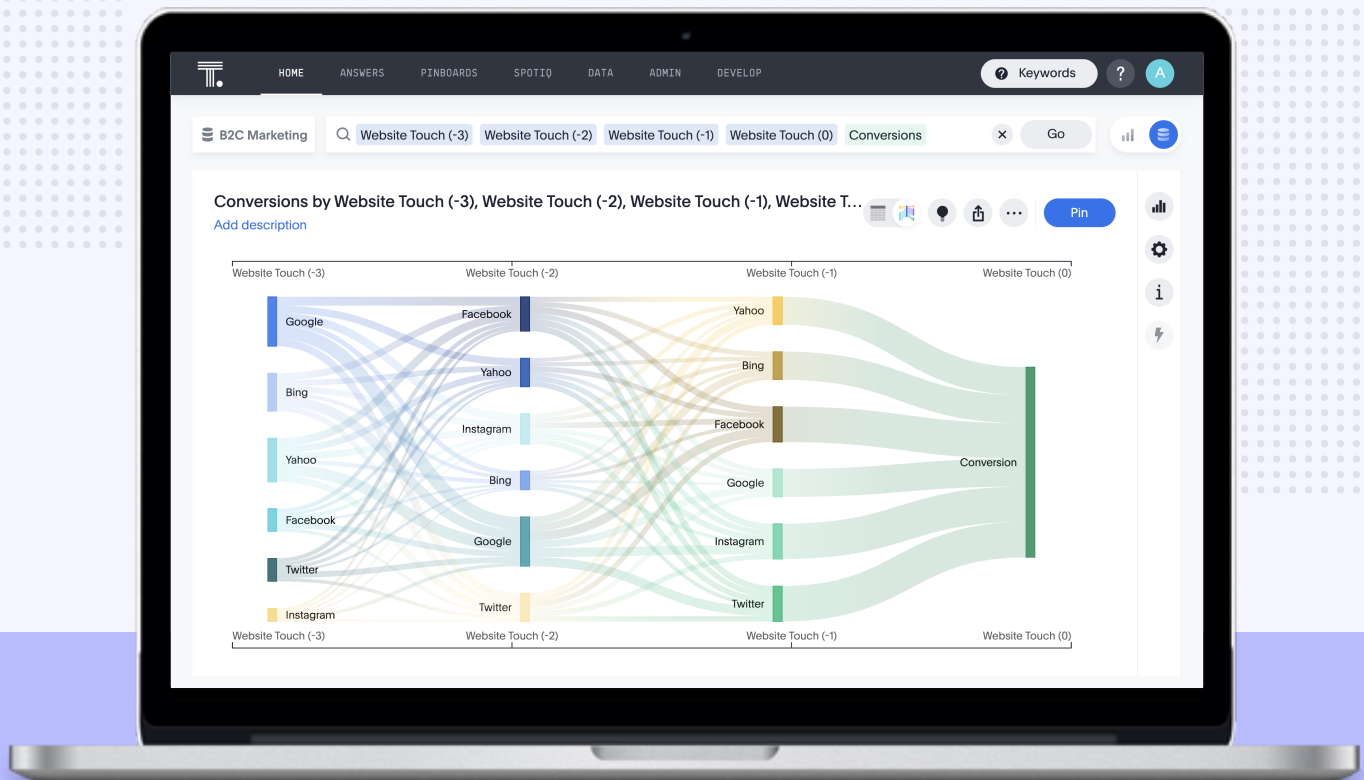 T.
HOME ANSWERS PINBOARDS SPOTIQ DATA ADMIN DEVELOP ? Keywords ? A
B2C Marketing Website Touch (-3) Website Touch (-2) Website Touch (-1) Website Touch (0) Conversions Go
Conversions by Website Touch (-3), Website Touch (-2), Website Touch (-1), Website T...
Pin
Add description
Website Touch (-3) Website Touch (-2) Website Touch (-1) Website Touch (0)
Google
Bing
Yahoo
Facebook
Twitter
Instagram
Facebook
Yahoo
Instagram
Bing
Google
Twitter
Yahoo
Bing
Facebook
Google
Instagram
Twitter
Conversion
Website Touch (-3) Website Touch (-2) Website Touch (-1) Website Touch (0)